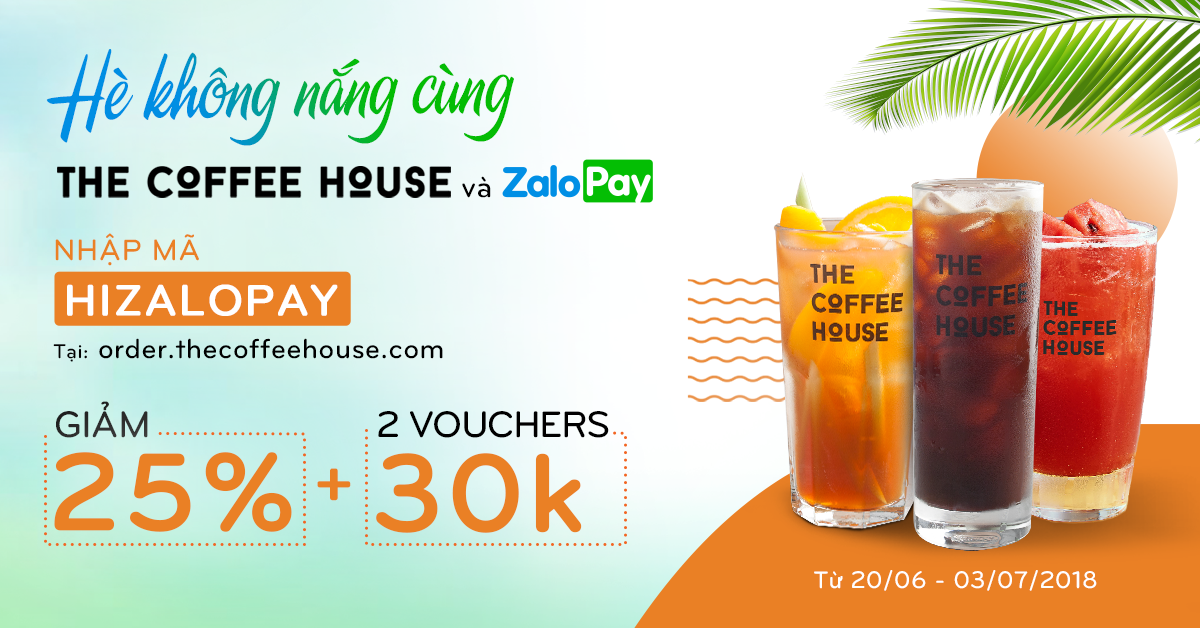 Hè không nắng cùng
THE COFFEE HOUSE và ZaloPay
NHẬP MÃ
HIZALOPAY
Tại: order.thecoffeehouse.com
GIẢM
25%
+
2 VOUCHERS
30k
THE
COFFEE
HOUSE
THE
COFFEE
HOUSE
THE
COFFEE
HOUSE
Từ 20/06 - 03/07/2018